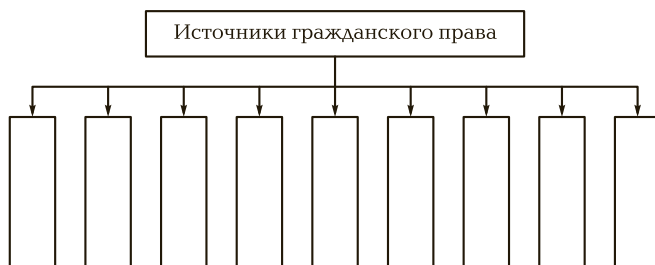 Источники гражданского права